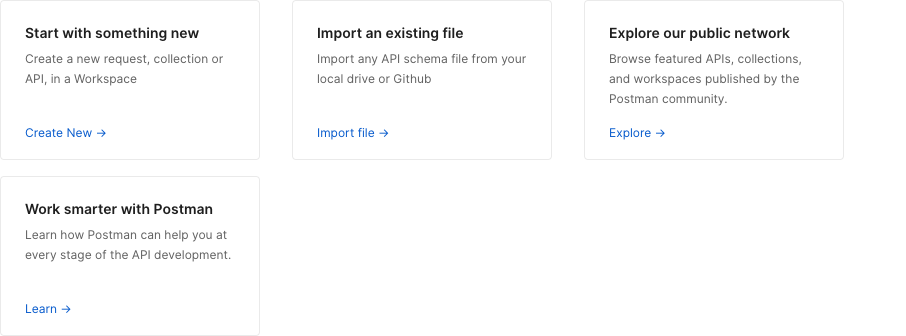 Start with something new
Create a new request, collection or
API, in a Workspace
Create New →
Import an existing file
Import any API schema file from your
local drive or Github
Import file →
Explore our public network
Browse featured APIs, collections,
and workspaces published by the
Postman community.
Explore →
Work smarter with Postman
Learn how Postman can help you at
every stage of the API development.
Learn →